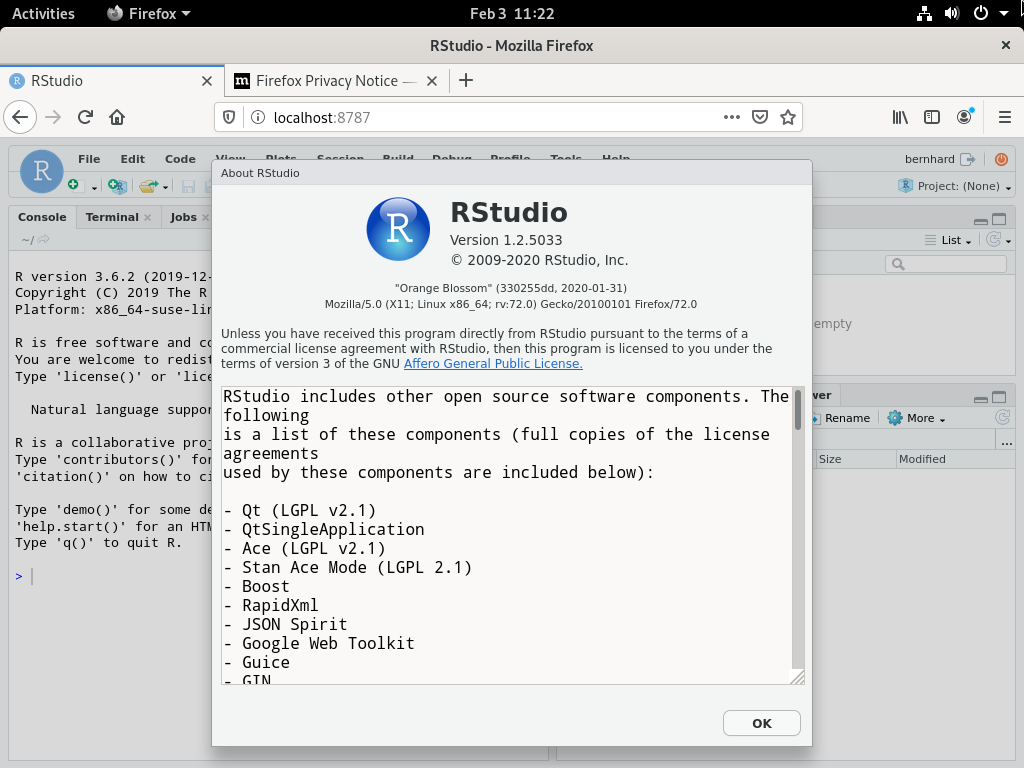 Activities Firefox Feb 3 11:22
RStudio - Mozilla Firefox
RStudio Firefox Privacy Notice —
localhost:8787
File Edit Code View Plots Session Build Debug Profile Tools Help bernhard
Project: (None)
Console Terminal Jobs
~/
List
R version 3.6.2 (2019-12-
Copyright (C) 2019 The R
Platform: x86_64-suse-lin
R is free software and co
You are welcome to redist
Type 'license()' or 'lice
Natural language suppor
R is a collaborative proj
Type 'contributors()' for
'citation()' on how to ci
Type 'demo()' for some de
'help.start()' for an HTM
Type 'q()' to quit R.
>
empty
wer
Rename More
...
Size Modified
About RStudio
R
RStudio
Version 1.2.5033
© 2009-2020 RStudio, Inc.
"Orange Blossom" (330255dd, 2020-01-31)
Mozilla/5.0 (X11; Linux x86_64; rv:72.0) Gecko/20100101 Firefox/72.0
Unless you have received this program directly from RStudio pursuant to the terms of a
commercial license agreement with RStudio, then this program is licensed to you under the
terms of version 3 of the GNU Affero General Public License.
RStudio includes other open source software components. The
following
is a list of these components (full copies of the license
agreements
used by these components are included below):
- Qt (LGPL v2.1)
- QtSingleApplication
- Ace (LGPL v2.1)
- Stan Ace Mode (LGPL 2.1)
- Boost
- RapidXml
- JSON Spirit
- Google Web Toolkit
- Guice
- GIN
OK